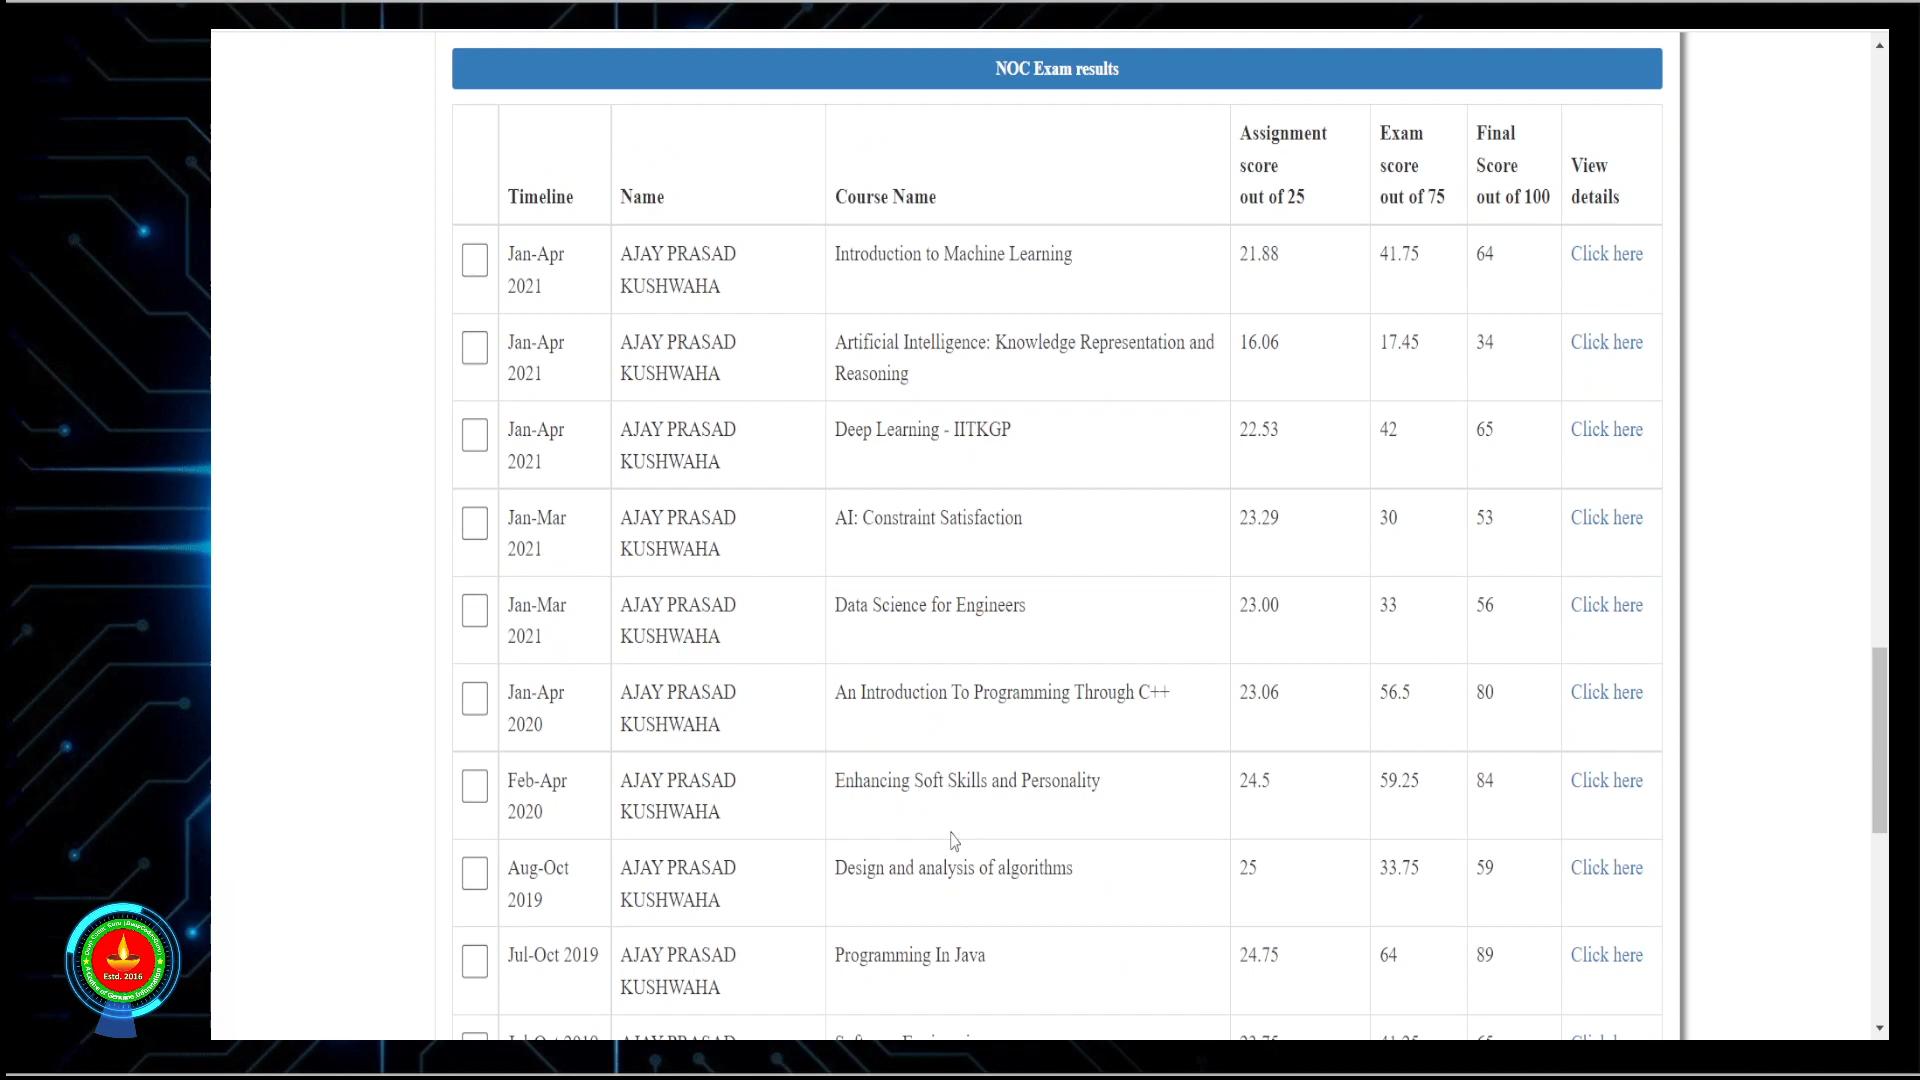 NOC Exam results
Assignment Exam Final
score score Score View
Timeline Name Course Name out of 25 out of 75 out of 100 details
Jan-Apr AJAY PRASAD Introduction to Machine Learning 21.88 41.75 64 Click here
2021 KUSHWAHA
Jan-Apr AJAY PRASAD Artificial Intelligence: Knowledge Representation and 16.06 17.45 34 Click here
2021 KUSHWAHA Reasoning
Jan-Apr AJAY PRASAD Deep Learning - IITKGP 22.53 42 65 Click here
2021 KUSHWAHA
Jan-Mar AJAY PRASAD AI: Constraint Satisfaction 23.29 30 53 Click here
2021 KUSHWAHA
Jan-Mar AJAY PRASAD Data Science for Engineers 23.00 33 56 Click here
2021 KUSHWAHA
Jan-Apr AJAY PRASAD An Introduction To Programming Through C++ 23.06 56.5 80 Click here
2020 KUSHWAHA
Feb-Apr AJAY PRASAD Enhancing Soft Skills and Personality 24.5 59.25 84 Click here
2020 KUSHWAHA
Aug-Oct AJAY PRASAD Design and analysis of algorithms 25 33.75 59 Click here
2019 KUSHWAHA
Jul-Oct 2019 AJAY PRASAD Programming In Java 24.75 64 89 Click here
KUSHWAHA
Estd. 2016
A Centre of Genuine Information